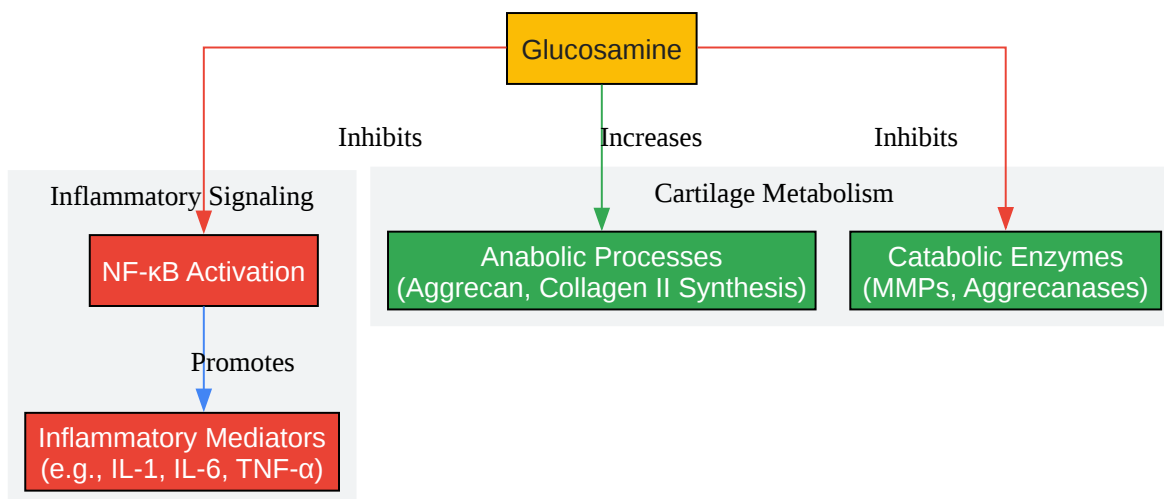 Glucosamine
Inhibits
Increases
Inhibits
Inflammatory Signaling
Cartilage Metabolism
NF-κB Activation
Anabolic Processes
(Aggrecan, Collagen II Synthesis)
Catabolic Enzymes
(MMPs, Aggrecanases)
Promotes
Inflammatory Mediators
(e.g., IL-1, IL-6, TNF-α)